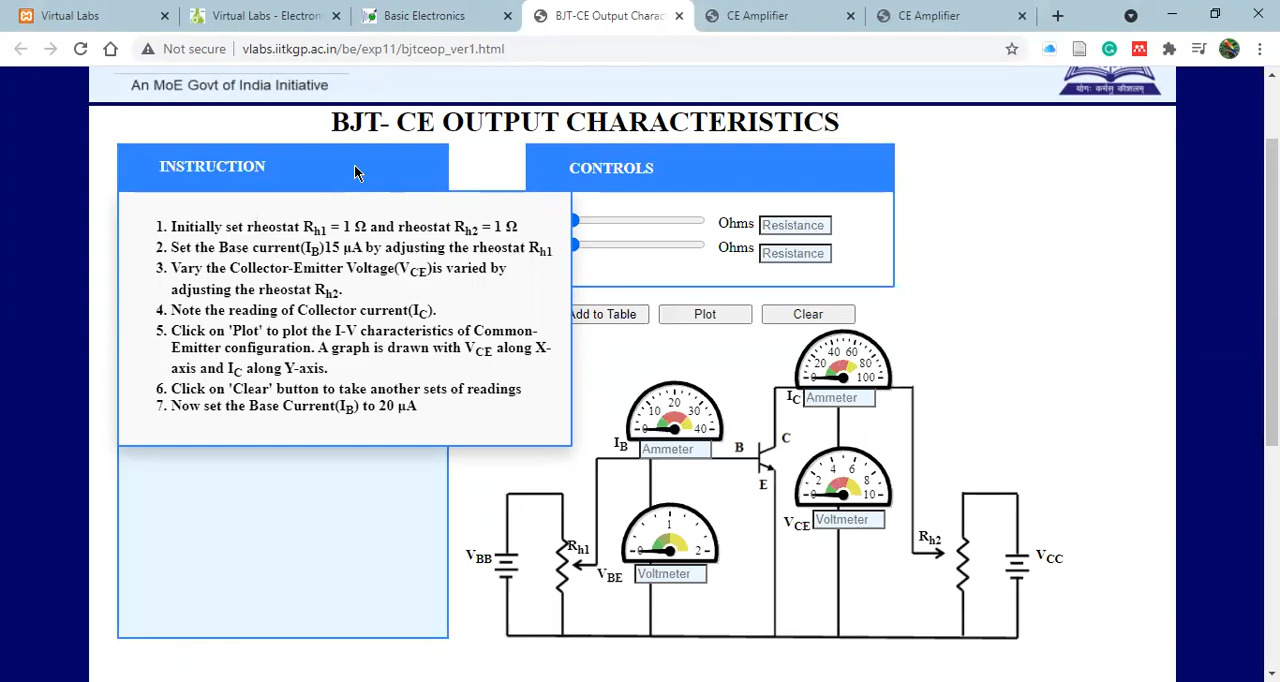 Virtual Labs
Virtual Labs - Electron
Basic Electronics
BJT-CE Output Charac
CE Amplifier
CE Amplifier
Not secure
vlabs.iitkgp.ac.in/be/exp11/bjtceop_ver1.html
An MoE Govt of India Initiative
योगः कर्मसु कौशलम्
BJT- CE OUTPUT CHARACTERISTICS
INSTRUCTION
CONTROLS
1. Initially set rheostat Rh1 = 1 Ω and rheostat Rh2 = 1 Ω
2. Set the Base current(IB)15 μA by adjusting the rheostat Rh1
3. Vary the Collector-Emitter Voltage(VCE)is varied by
adjusting the rheostat Rh2.
4. Note the reading of Collector current(IC).
5. Click on 'Plot' to plot the I-V characteristics of Common-
Emitter configuration. A graph is drawn with VCE along X-
axis and IC along Y-axis.
6. Click on 'Clear' button to take another sets of readings
7. Now set the Base Current(IB) to 20 μA
Ohms Resistance
Ohms Resistance
dd to Table
Plot
Clear
0 20 40 60 80 100
IC Ammeter
0 10 20 30 40
IB Ammeter
B
C
E
0 2 4 6 8 10
VCE Voltmeter
0 1 2
VBE Voltmeter
VBB
Rh1
Rh2
VCC